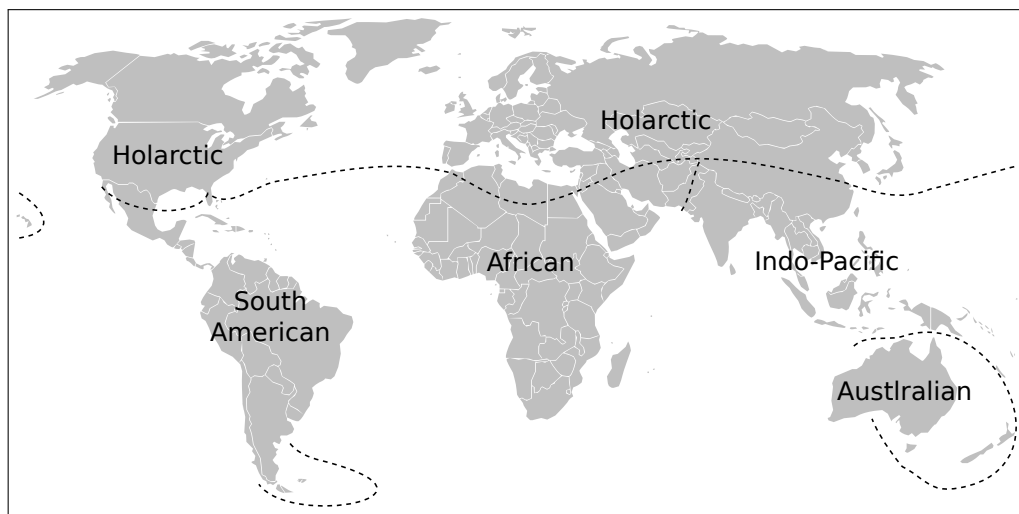 Holarctic
Holarctic
African
Indo-Pacific
South
American
Austlralian